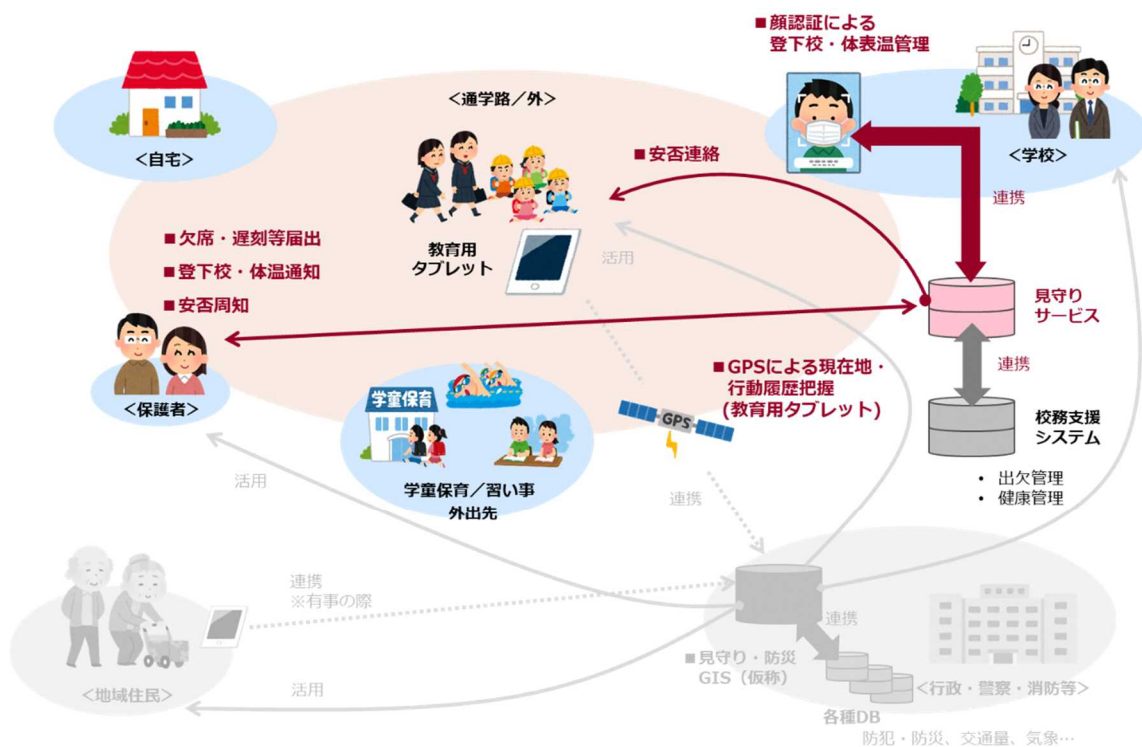 ■顔認証による
登下校・体表温管理
<通学路／外>
<自宅>
■安否連絡
<学校>
連携
■欠席・遅刻等届出
■登下校・体温通知
■安否周知
教育用
タブレット
活用
見守り
サービス
連携
<保護者>
学童保育
学童保育／習い事
外出先
■GPSによる現在地・
行動履歴把握
(教育用タブレット)
GPS
校務支援
システム
• 出欠管理
• 健康管理
活用
連携
連携
※有事の際
<地域住民>
活用
連携
■見守り・防災
GIS（仮称）
<行政・警察・消防等>
各種DB
防犯・防災、交通量、気象…